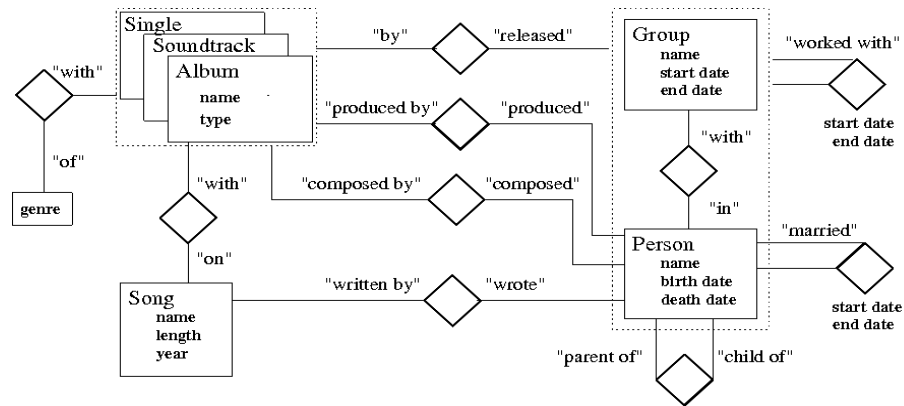 Single
Soundtrack
Album
name
type
"by"
"released"
Group
name
start date
end date
"worked with"
start date
end date
"with"
"of"
genre
"produced by"
"produced"
"with"
"in"
"composed by"
"composed"
"with"
"on"
Person
name
birth date
death date
"married"
start date
end date
Song
name
length
year
"written by"
"wrote"
"parent of"
"child of"